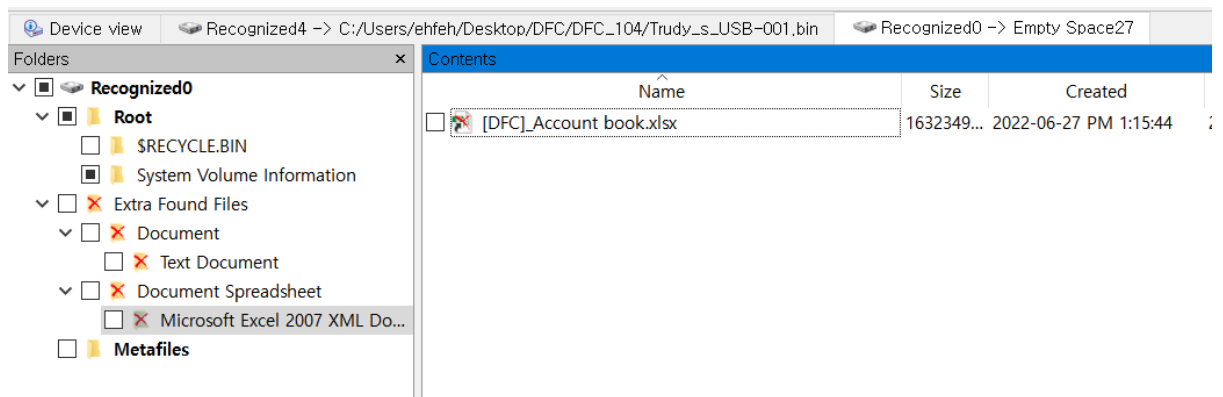 Device view
Recognized4 -> C:/Users/ehfeh/Desktop/DFC/DFC_104/Trudy_s_USB-001.bin
Recognized0 -> Empty Space27
Folders
Contents
Recognized0
Root
$RECYCLE.BIN
System Volume Information
Extra Found Files
Document
Text Document
Document Spreadsheet
Microsoft Excel 2007 XML Do...
Metafiles
Name Size Created
[DFC]_Account book.xlsx 1632349... 2022-06-27 PM 1:15:44